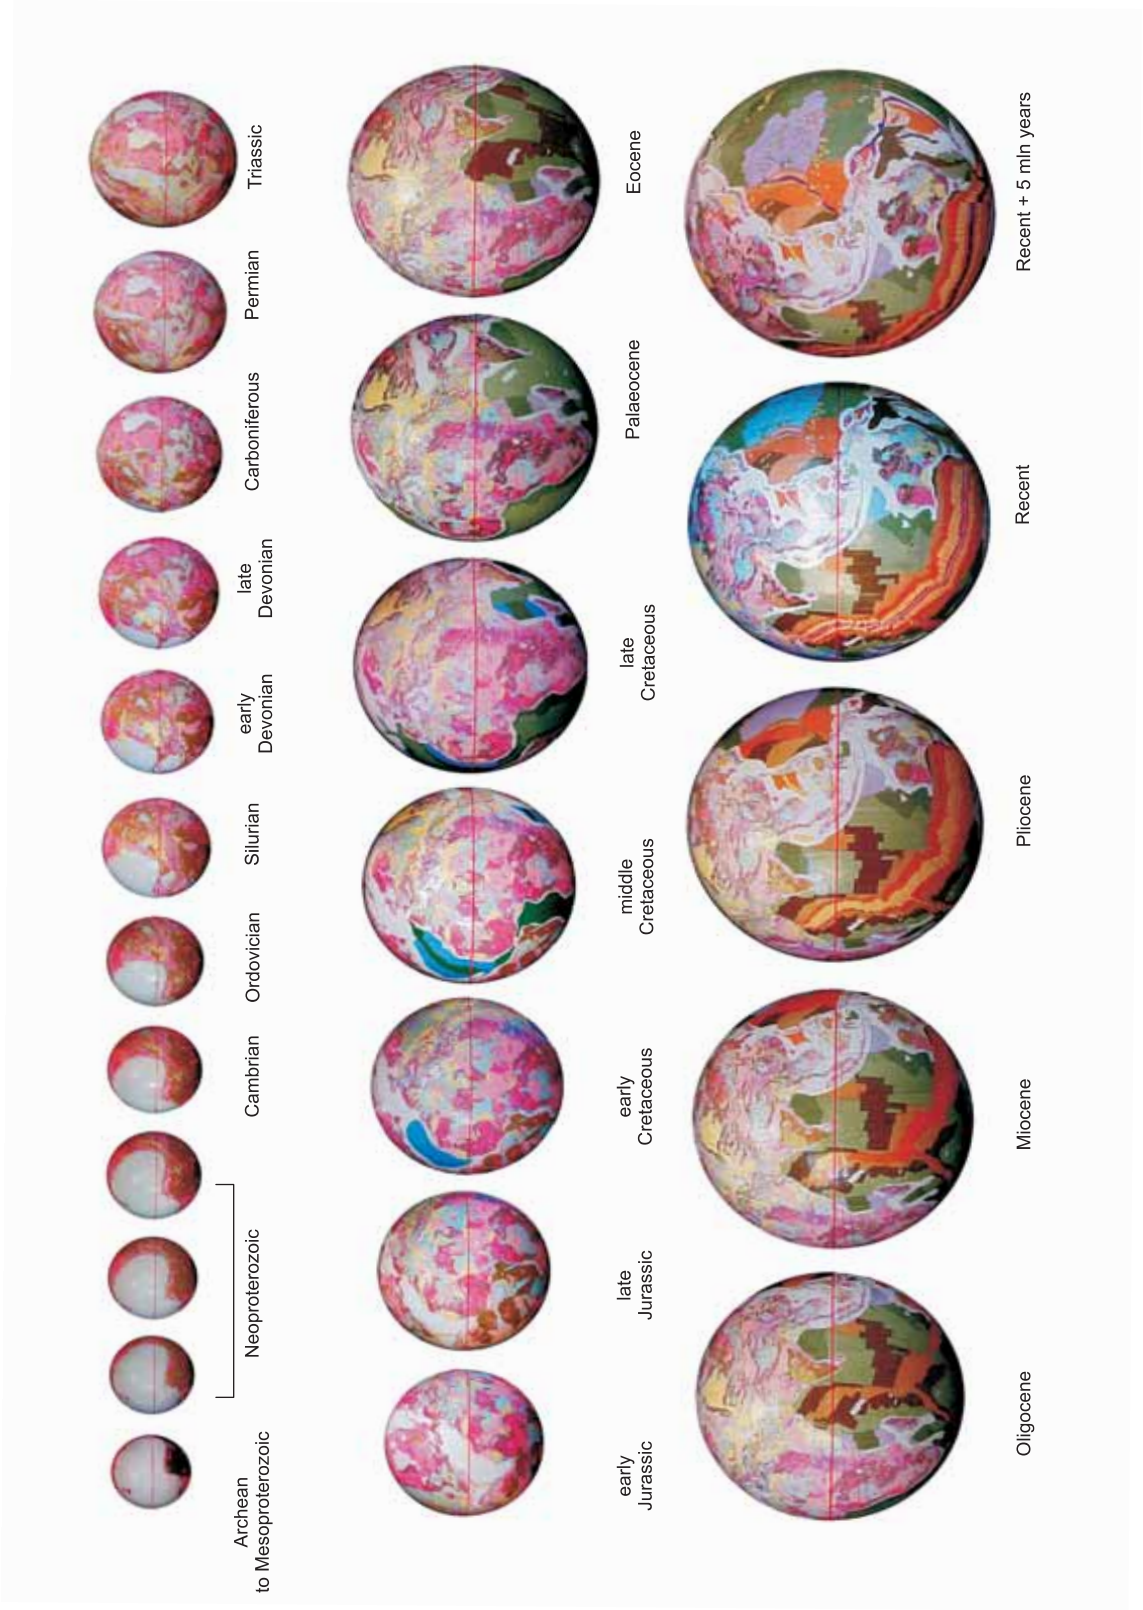 Archean
to Mesoproterozoic
Neoproterozoic
Cambrian
Ordovician
Silurian
early
Devonian
late
Devonian
Carboniferous
Permian
Triassic
early
Jurassic
late
Jurassic
early
Cretaceous
middle
Cretaceous
late
Cretaceous
Palaeocene
Eocene
Oligocene
Miocene
Pliocene
Recent
Recent + 5 mln years